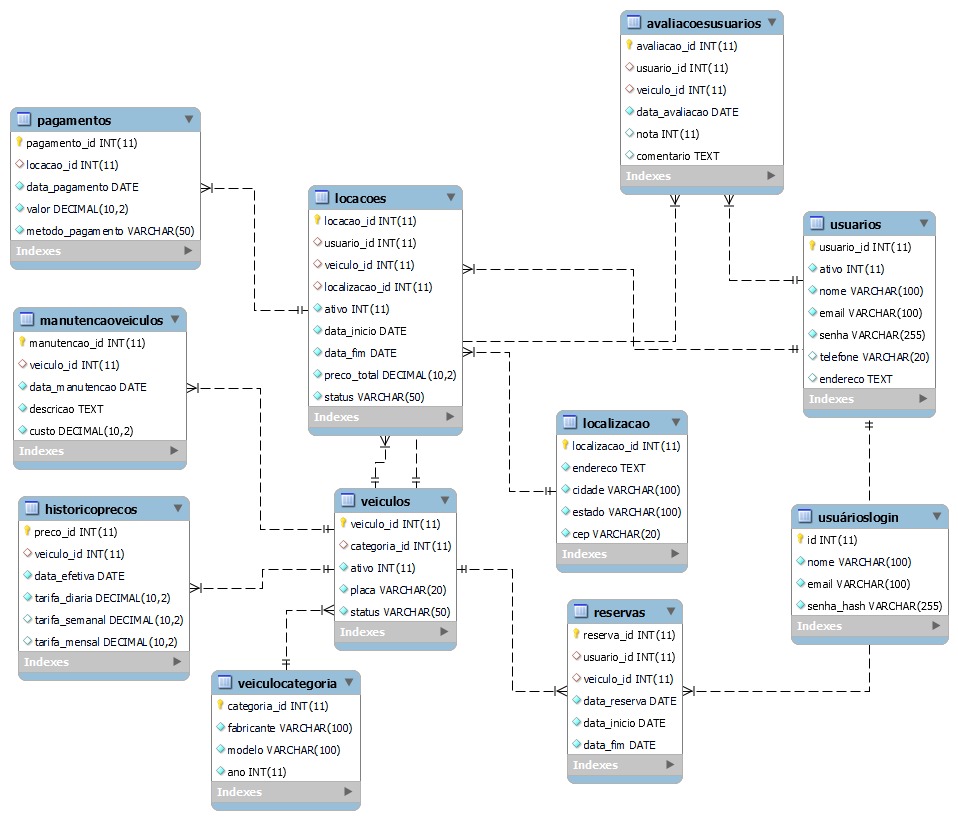 avaliacoesusuarios
avaliacao_id INT(11)
usuario_id INT(11)
veiculo_id INT(11)
data_avaliacao DATE
nota INT(11)
comentario TEXT
Indexes
pagamentos
pagamento_id INT(11)
locacao_id INT(11)
data_pagamento DATE
valor DECIMAL(10,2)
metodo_pagamento VARCHAR(50)
Indexes
locacoes
locacao_id INT(11)
usuario_id INT(11)
veiculo_id INT(11)
localizacao_id INT(11)
ativo INT(11)
data_inicio DATE
data_fim DATE
preco_total DECIMAL(10,2)
status VARCHAR(50)
Indexes
usuarios
usuario_id INT(11)
ativo INT(11)
nome VARCHAR(100)
email VARCHAR(100)
senha VARCHAR(255)
telefone VARCHAR(20)
endereco TEXT
Indexes
manutencaoveiculos
manutencao_id INT(11)
veiculo_id INT(11)
data_manutencao DATE
descricao TEXT
custo DECIMAL(10,2)
Indexes
localizacao
localizacao_id INT(11)
endereco TEXT
cidade VARCHAR(100)
estado VARCHAR(100)
cep VARCHAR(20)
Indexes
historicoprecos
preco_id INT(11)
veiculo_id INT(11)
data_efetiva DATE
tarifa_diaria DECIMAL(10,2)
tarifa_semanal DECIMAL(10,2)
tarifa_mensal DECIMAL(10,2)
Indexes
veiculos
veiculo_id INT(11)
categoria_id INT(11)
ativo INT(11)
placa VARCHAR(20)
status VARCHAR(50)
Indexes
usuárioslogin
id INT(11)
nome VARCHAR(100)
email VARCHAR(100)
senha_hash VARCHAR(255)
Indexes
reservas
reserva_id INT(11)
usuario_id INT(11)
veiculo_id INT(11)
data_reserva DATE
data_inicio DATE
data_fim DATE
Indexes
veiculocategoria
categoria_id INT(11)
fabricante VARCHAR(100)
modelo VARCHAR(100)
ano INT(11)
Indexes